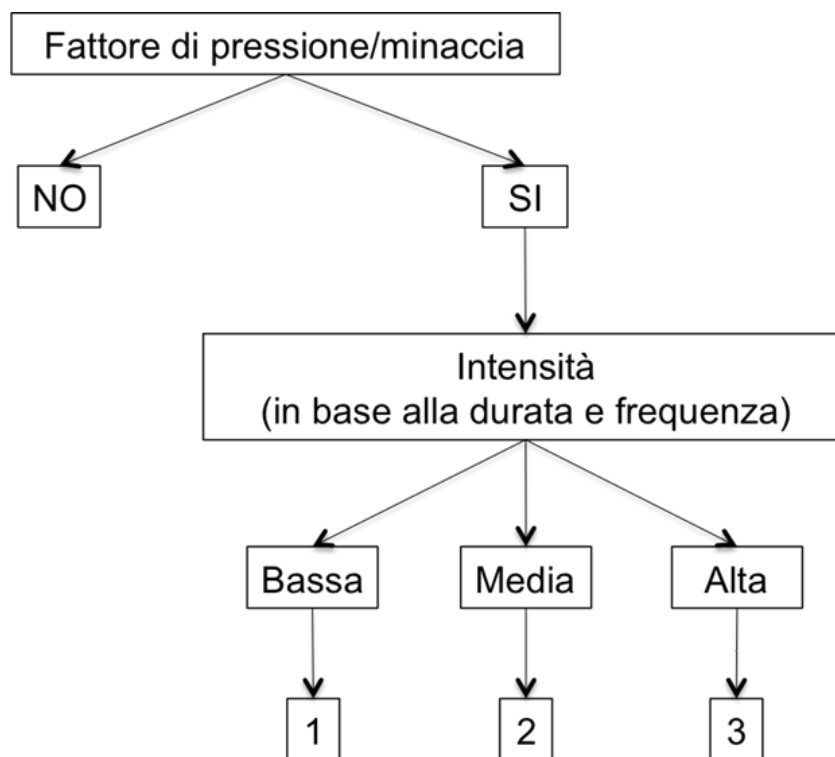 Fattore di pressione/minaccia
NO
SI
Intensità
(in base alla durata e frequenza)
Bassa
Media
Alta
1
2
3